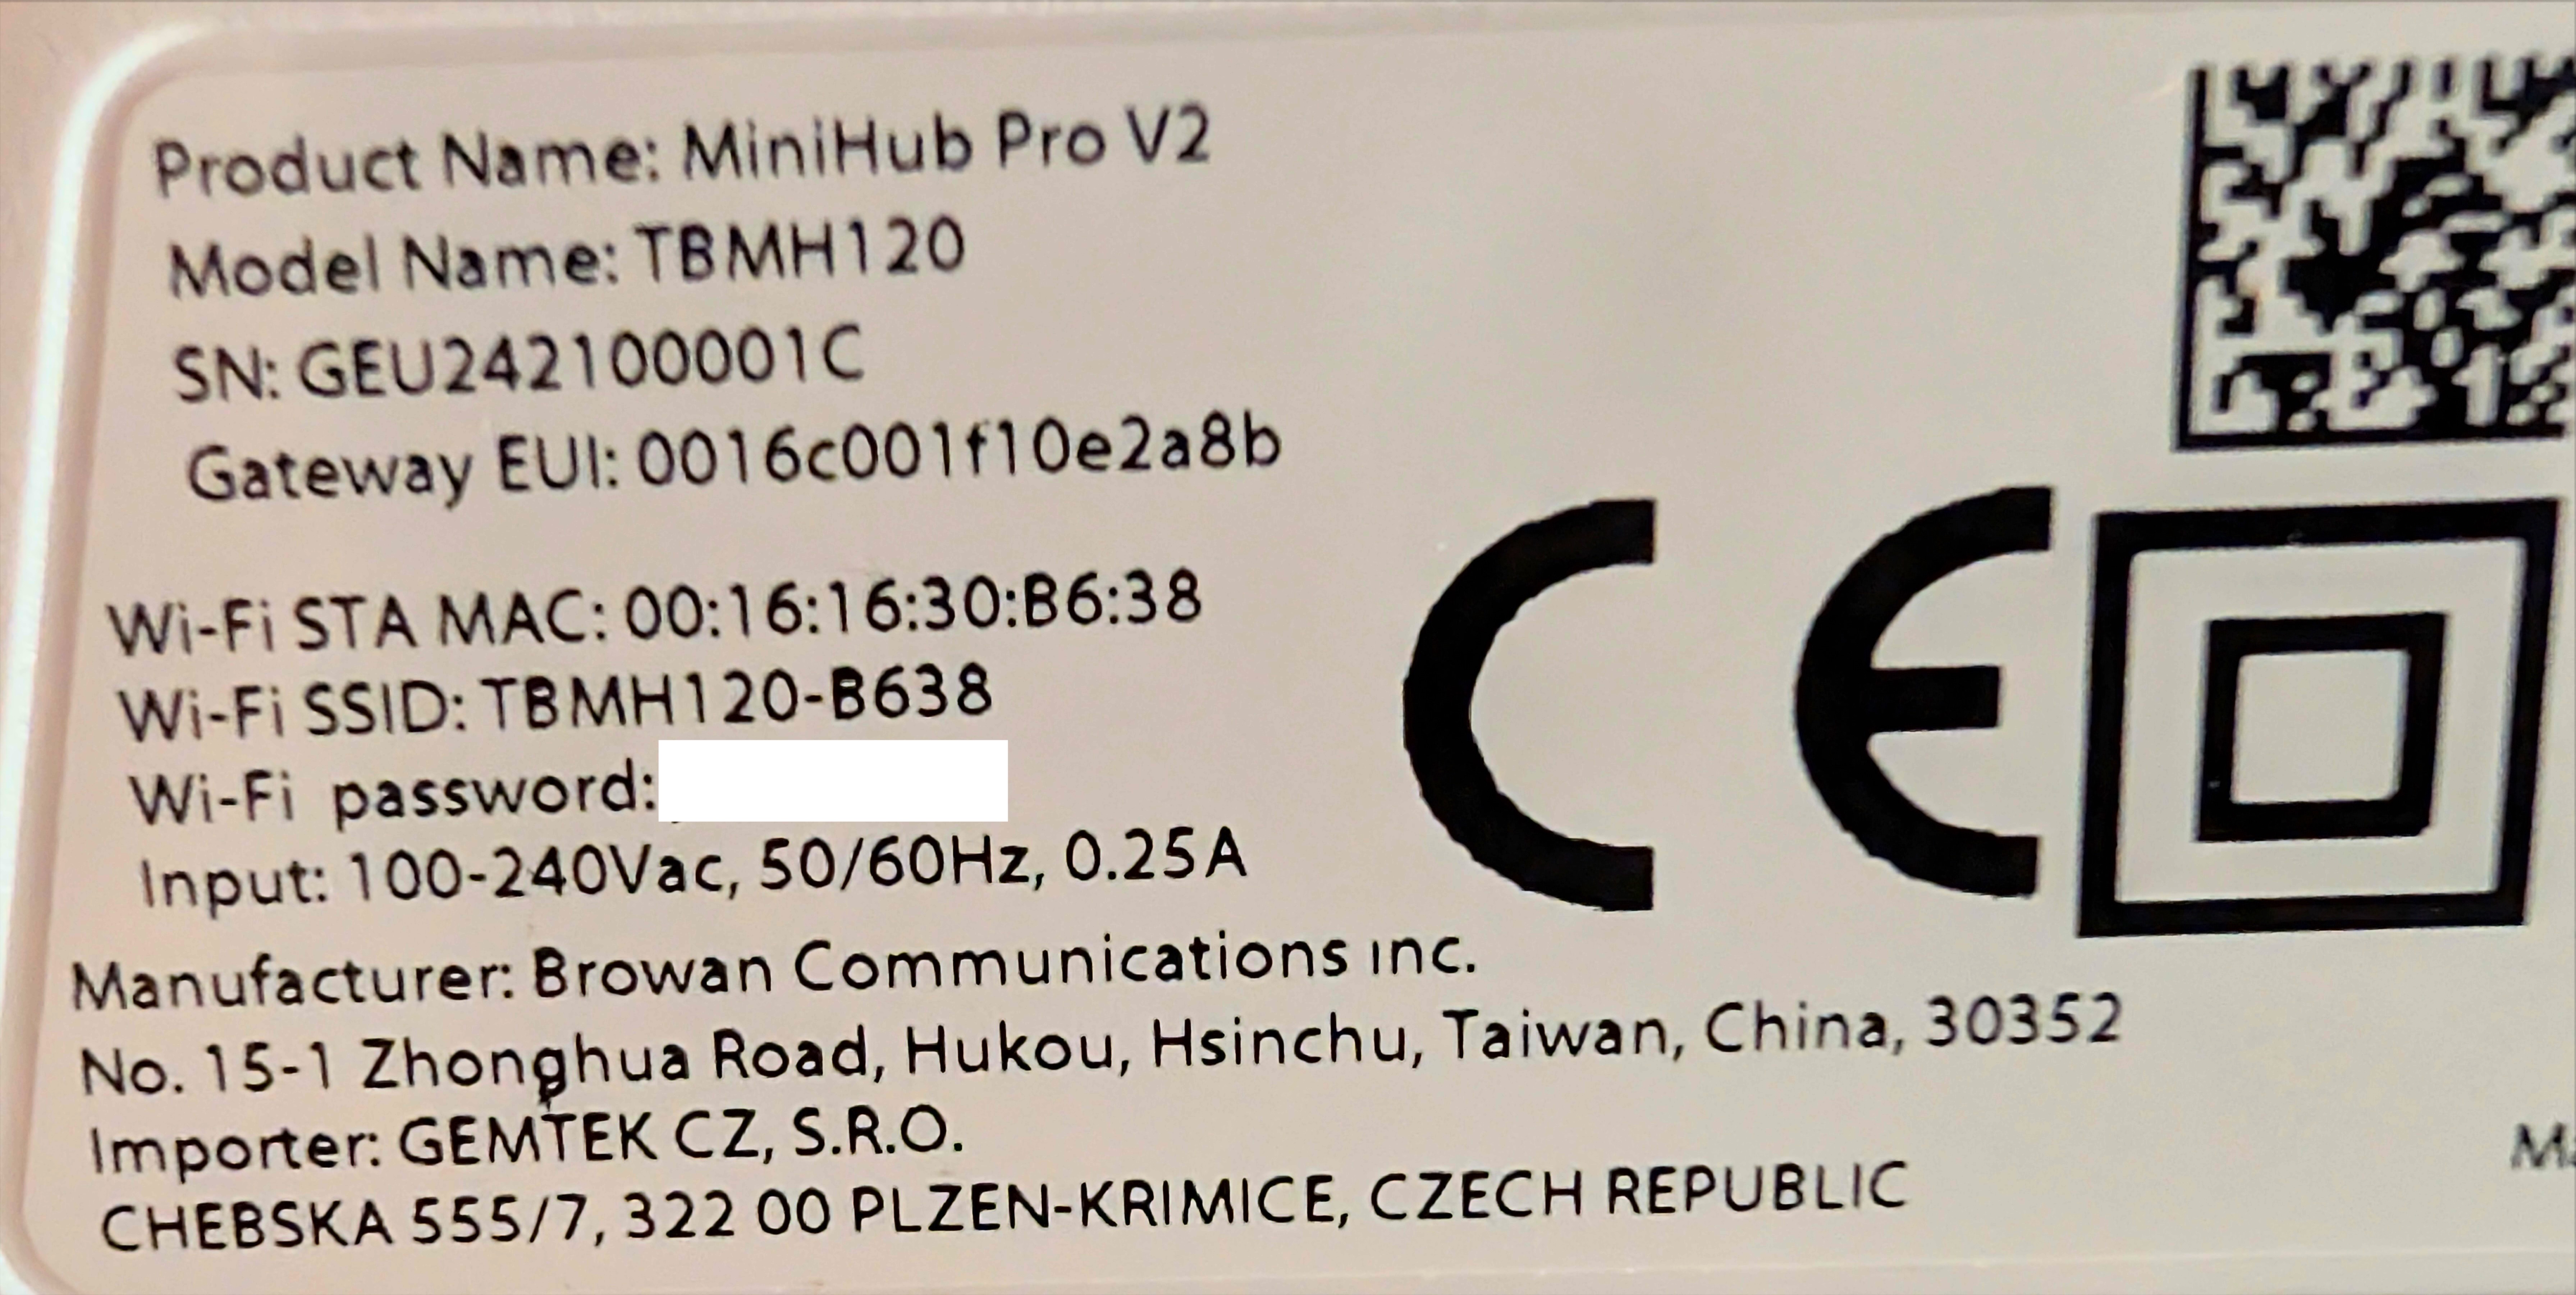 Product Name: MiniHub Pro V2
Model Name: TBMH120
SN: GEU242100001C
Gateway EUI: 0016c001f10e2a8b
Wi-Fi STA MAC: 00:16:16:30:B6:38
Wi-Fi SSID: TBMH120-B638
Wi-Fi password:
Input: 100-240Vac, 50/60Hz, 0.25A
CE
Manufacturer: Browan Communications inc.
No. 15-1 Zhonghua Road, Hukou, Hsinchu, Taiwan, China, 30352
Importer: GEMTEK CZ, S.R.O.
CHEBSKA 555/7, 322 00 PLZEN-KRIMICE, CZECH REPUBLIC